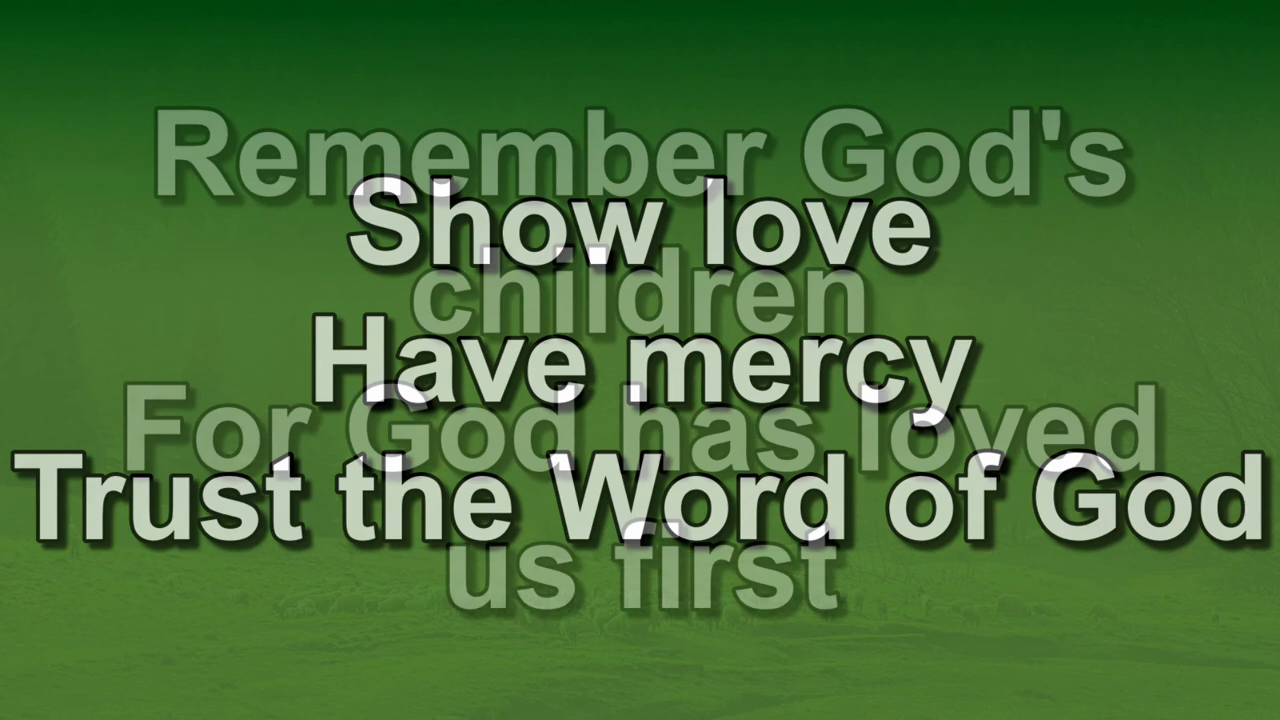 Remember God's
Show love
children
Have mercy
For God has loved
Trust the Word of God
us first